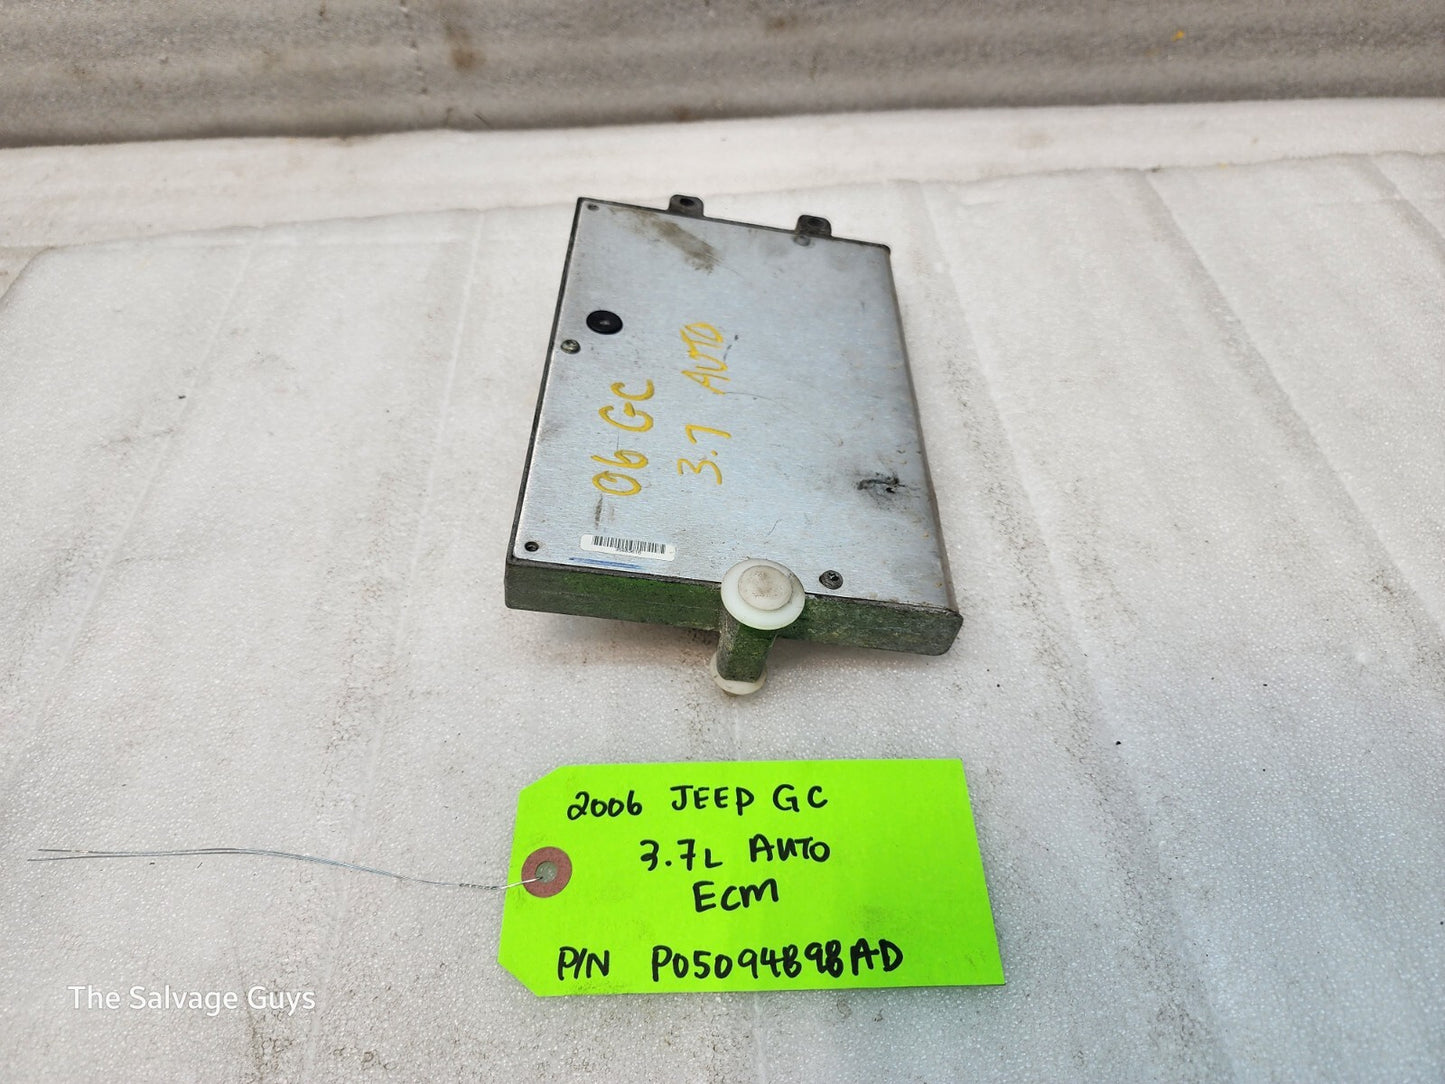 06 GC
3.7 AUTO
2006 JEEP GC
3.7L AUTO
ECM
P/N P05094898AD
The Salvage Guys